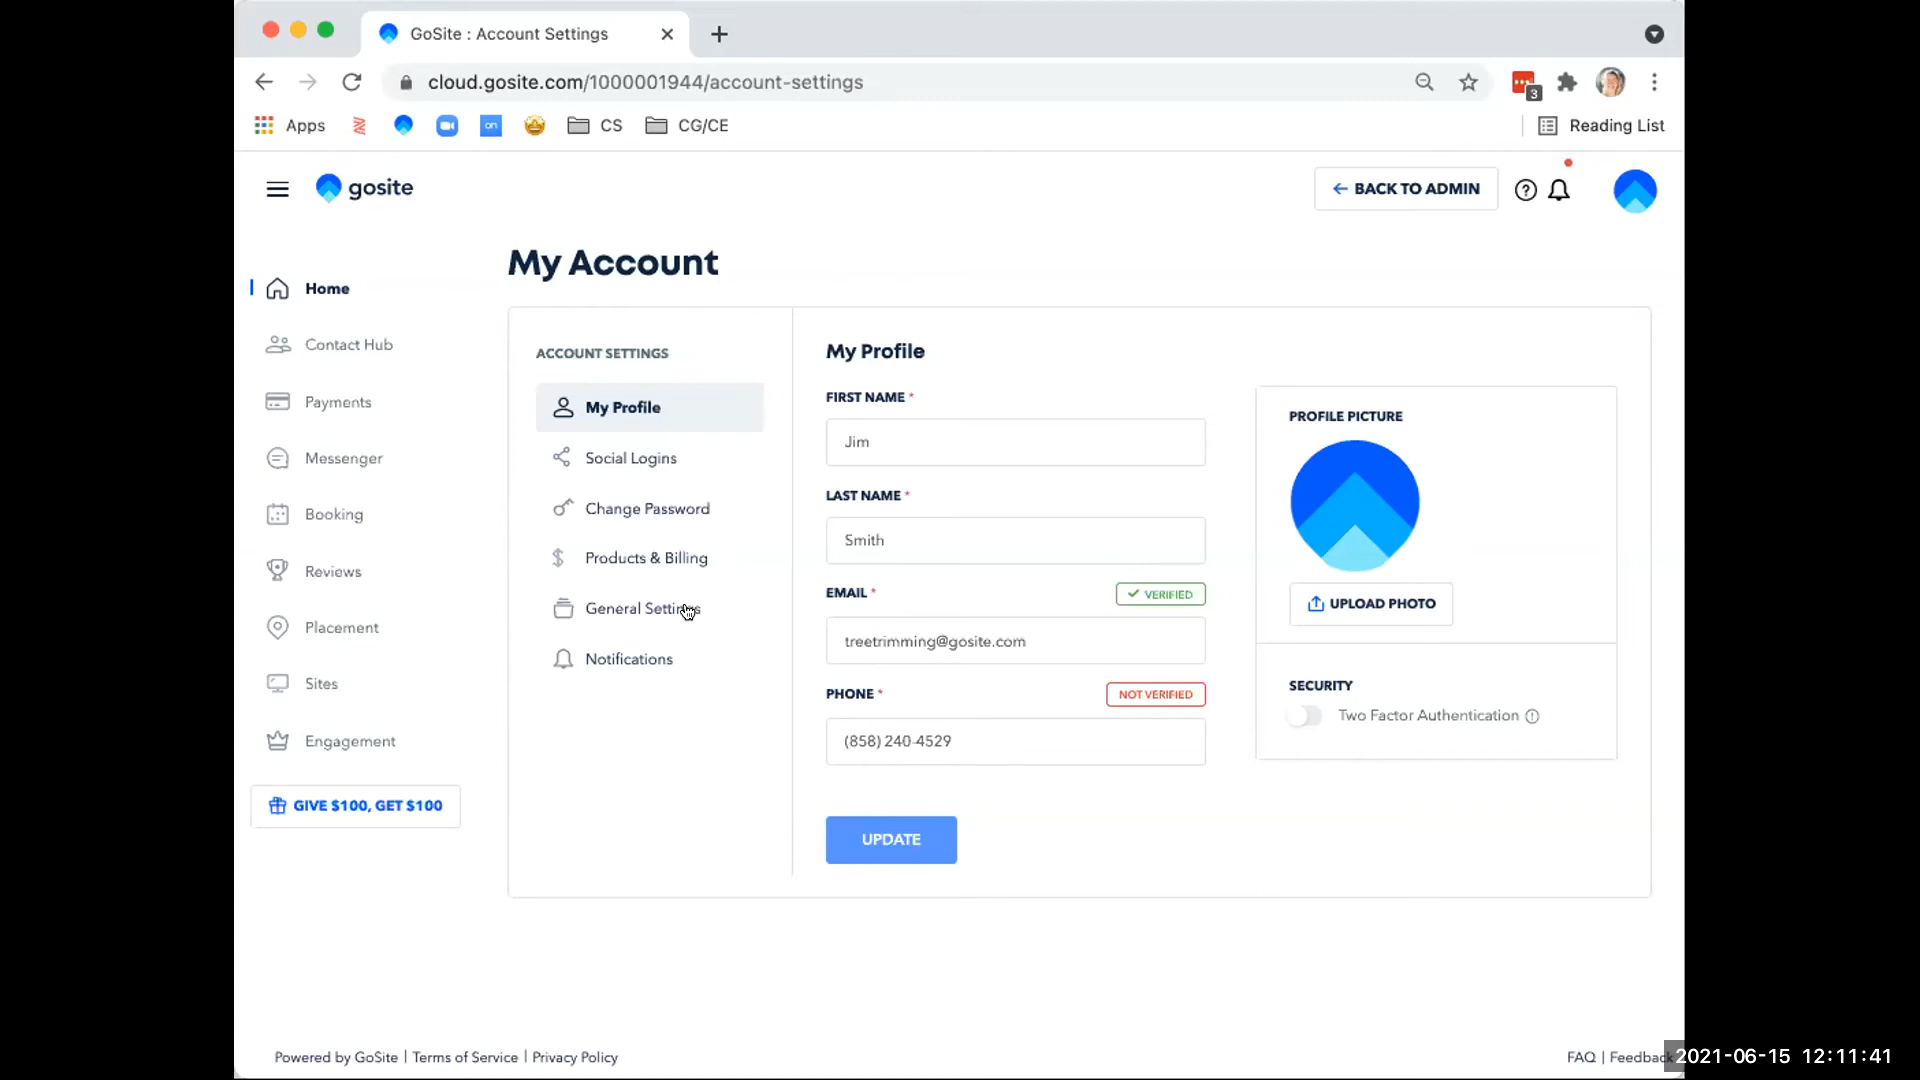 GoSite : Account Settings
cloud.gosite.com/1000001944/account-settings
3
Apps
on
CS
CG/CE
Reading List
gosite
BACK TO ADMIN
My Account
Home
Contact Hub
Payments
Messenger
Booking
Reviews
Placement
Sites
Engagement
GIVE $100, GET $100
ACCOUNT SETTINGS
My Profile
Social Logins
Change Password
Products & Billing
General Settings
Notifications
My Profile
FIRST NAME *
Jim
LAST NAME *
Smith
EMAIL *
VERIFIED
treetrimming@gosite.com
PHONE *
NOT VERIFIED
(858) 240-4529
UPDATE
PROFILE PICTURE
UPLOAD PHOTO
SECURITY
Two Factor Authentication
Powered by GoSite | Terms of Service | Privacy Policy
FAQ | Feedback
2021-06-15 12:11:41